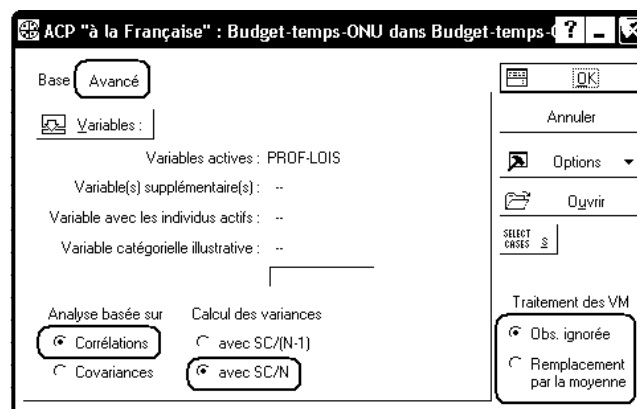 ACP "à la Française" : Budget-temps-ONU dans Budget-temps-
Base Avancé
Variables :
Variables actives : PROF-LOIS
Variable(s) supplémentaire(s) : --
Variable avec les individus actifs : --
Variable catégorielle illustrative : --
Analyse basée sur
Corrélations
Covariances
Calcul des variances
avec SC/(N-1)
avec SC/N
OK
Annuler
Options
Ouvrir
SELECT
CASES S
Traitement des VM
Obs. ignorée
Remplacement
par la moyenne